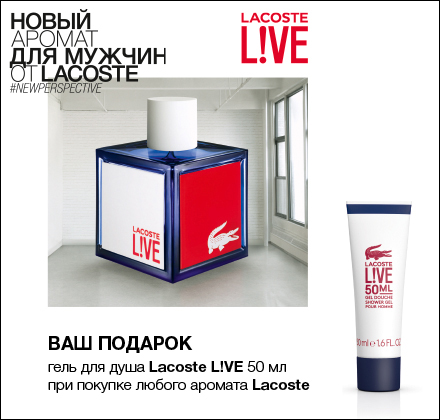 НОВЫЙ
АРОМАТ
ДЛЯ МУЖЧИН
ОТ LACOSTE
#NEWPERSPECTIVE
LACOSTE
L!VE
LACOSTE
L!VE
LACOSTE
L!VE
50ML
GEL DOUCHE
SHOWER GEL
POUR HOMME
50 ml e 1.6 FL. OZ
ВАШ ПОДАРОК
гель для душа Lacoste L!VE 50 мл
при покупке любого аромата Lacoste